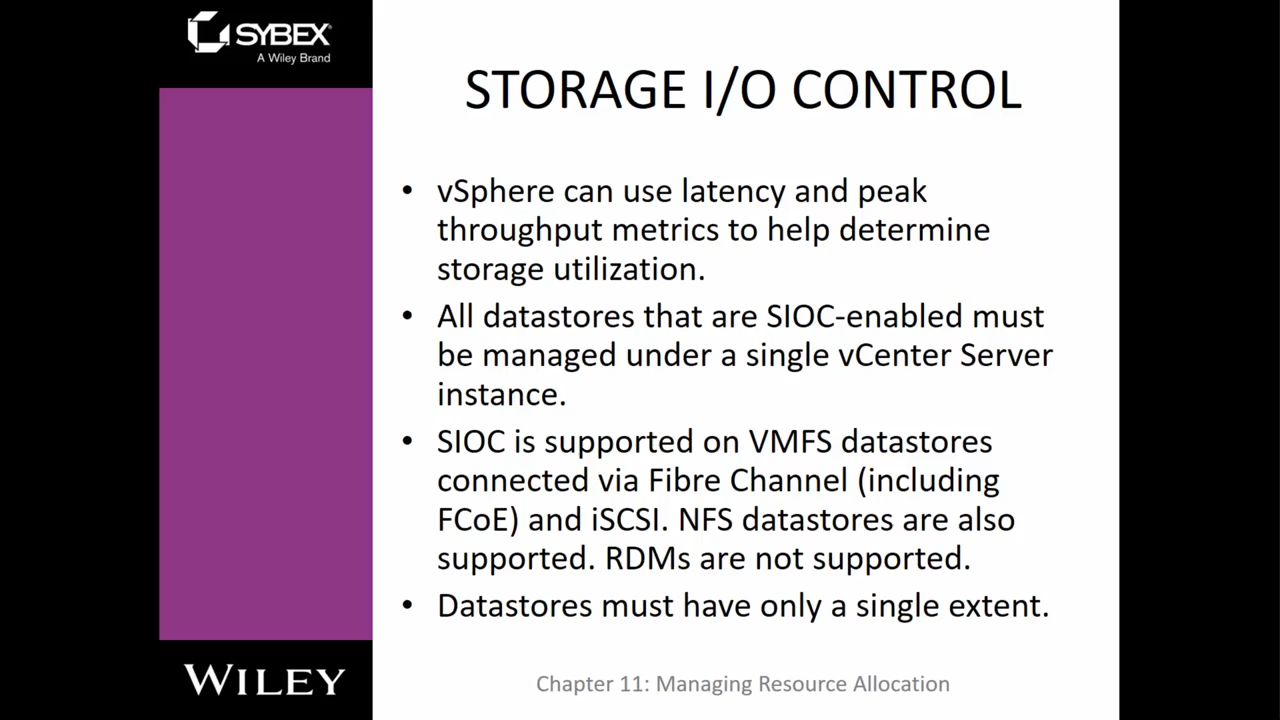 SYBEX
A Wiley Brand
STORAGE I/O CONTROL
• vSphere can use latency and peak
throughput metrics to help determine
storage utilization.
• All datastores that are SIOC-enabled must
be managed under a single vCenter Server
instance.
• SIOC is supported on VMFS datastores
connected via Fibre Channel (including
FCoE) and iSCSI. NFS datastores are also
supported. RDMs are not supported.
• Datastores must have only a single extent.
WILEY
Chapter 11: Managing Resource Allocation